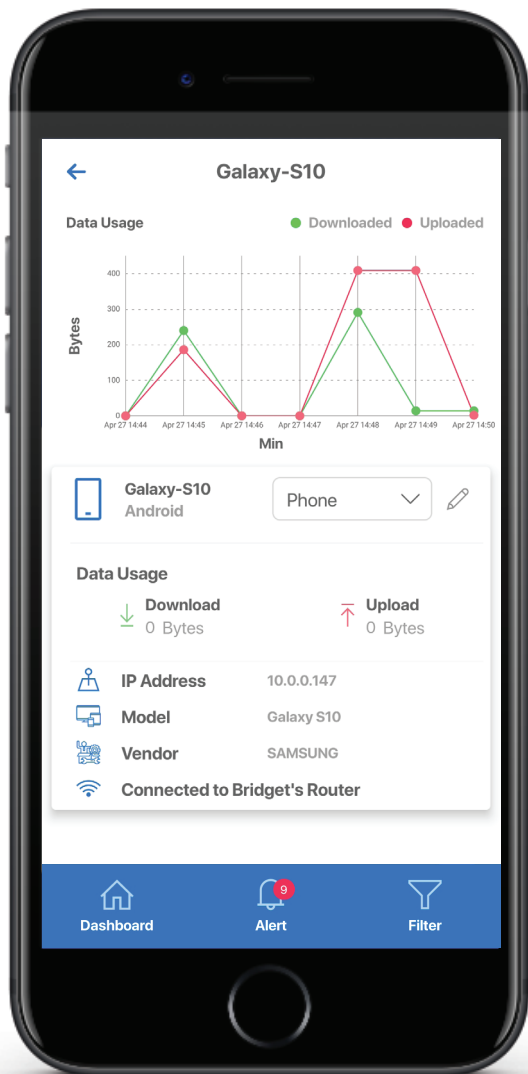 Galaxy-S10
Data Usage
Downloaded
Uploaded
400
300
200
100
0
Bytes
Apr 27 14:44
Apr 27 14:45
Apr 27 14:46
Apr 27 14:47
Apr 27 14:48
Apr 27 14:49
Apr 27 14:50
Min
Galaxy-S10
Android
Phone
Data Usage
Download
0 Bytes
Upload
0 Bytes
IP Address 10.0.0.147
Model Galaxy S10
Vendor SAMSUNG
Connected to Bridget's Router
9
Dashboard
Alert
Filter